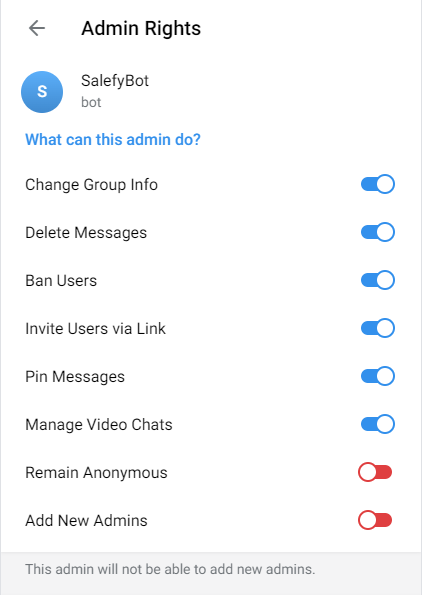 Admin Rights
S
SalefyBot
bot
What can this admin do?
Change Group Info
Delete Messages
Ban Users
Invite Users via Link
Pin Messages
Manage Video Chats
Remain Anonymous
Add New Admins
This admin will not be able to add new admins.